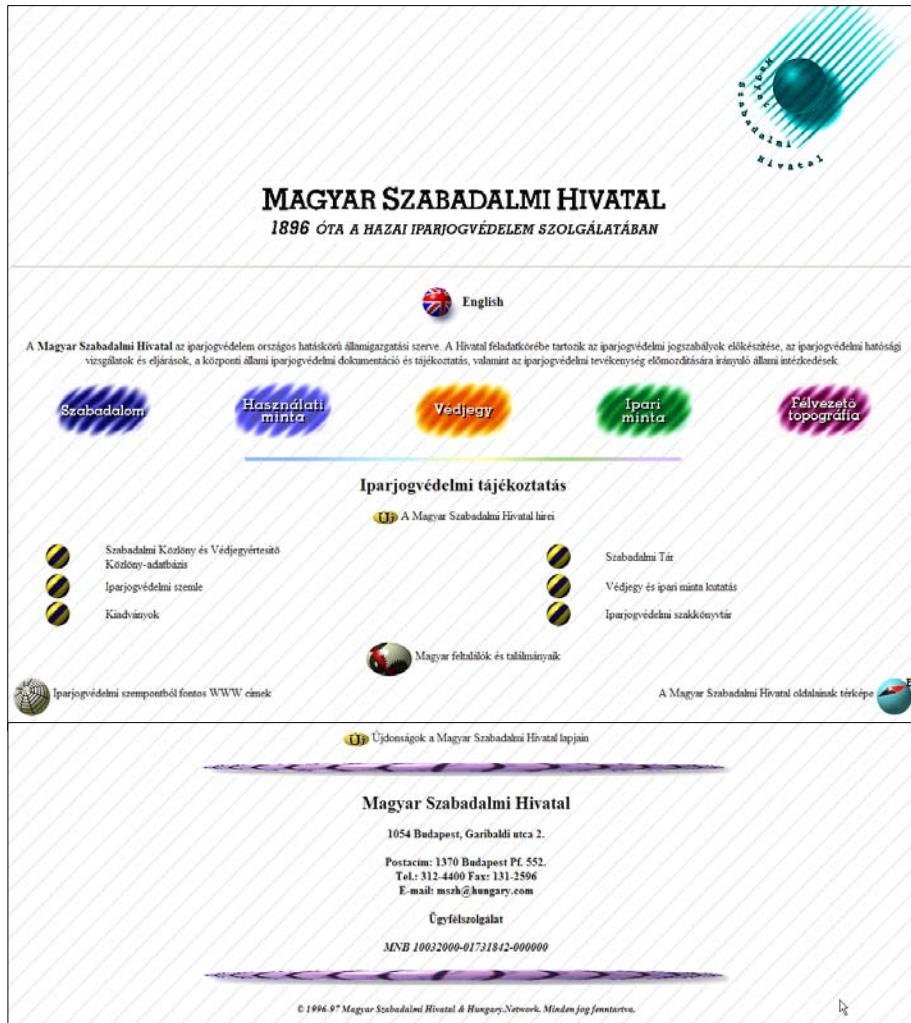 Magyar
Szabadalmi
Hivatal
MAGYAR SZABADALMI HIVATAL
1896 ÓTA A HAZAI IPARJOGVÉDELEM SZOLGÁLATÁBAN
English
A Magyar Szabadalmi Hivatal az iparjogvédelem országos hatáskörű államigazgatási szerve. A Hivatal feladatkörébe tartozik az iparjogvédelmi jogszabályok előkészítése, az iparjogvédelmi hatósági
vizsgálatok és eljárások, a központi állami iparjogvédelmi dokumentáció és tájékoztatás, valamint az iparjogvédelmi tevékenység előmozdítására irányuló állami intézkedések.
Szabadalom
Használati
minta
Védjegy
Ipari
minta
Félvezető
topográfia
Iparjogvédelmi tájékoztatás
Új A Magyar Szabadalmi Hivatal hírei
Szabadalmi Közlöny és Védjegyértesítő
Közlöny-adatbázis
Szabadalmi Tár
Iparjogvédelmi szemle
Védjegy és ipari minta kutatás
Kiadványok
Iparjogvédelmi szakkönyvtár
Magyar feltalálók és találmányaik
Iparjogvédelmi szempontból fontos WWW címek
A Magyar Szabadalmi Hivatal oldalainak térképe
Új Újdonságok a Magyar Szabadalmi Hivatal lapjain
Magyar Szabadalmi Hivatal
1054 Budapest, Garibaldi utca 2.
Postacím: 1370 Budapest Pf. 552.
Tel.: 312-4400 Fax: 131-2596
E-mail: mszh@hungary.com
Ügyfélszolgálat
MNB 10032000-01731842-000000
© 1996-97 Magyar Szabadalmi Hivatal & Hungary.Network. Minden jog fenntartva.